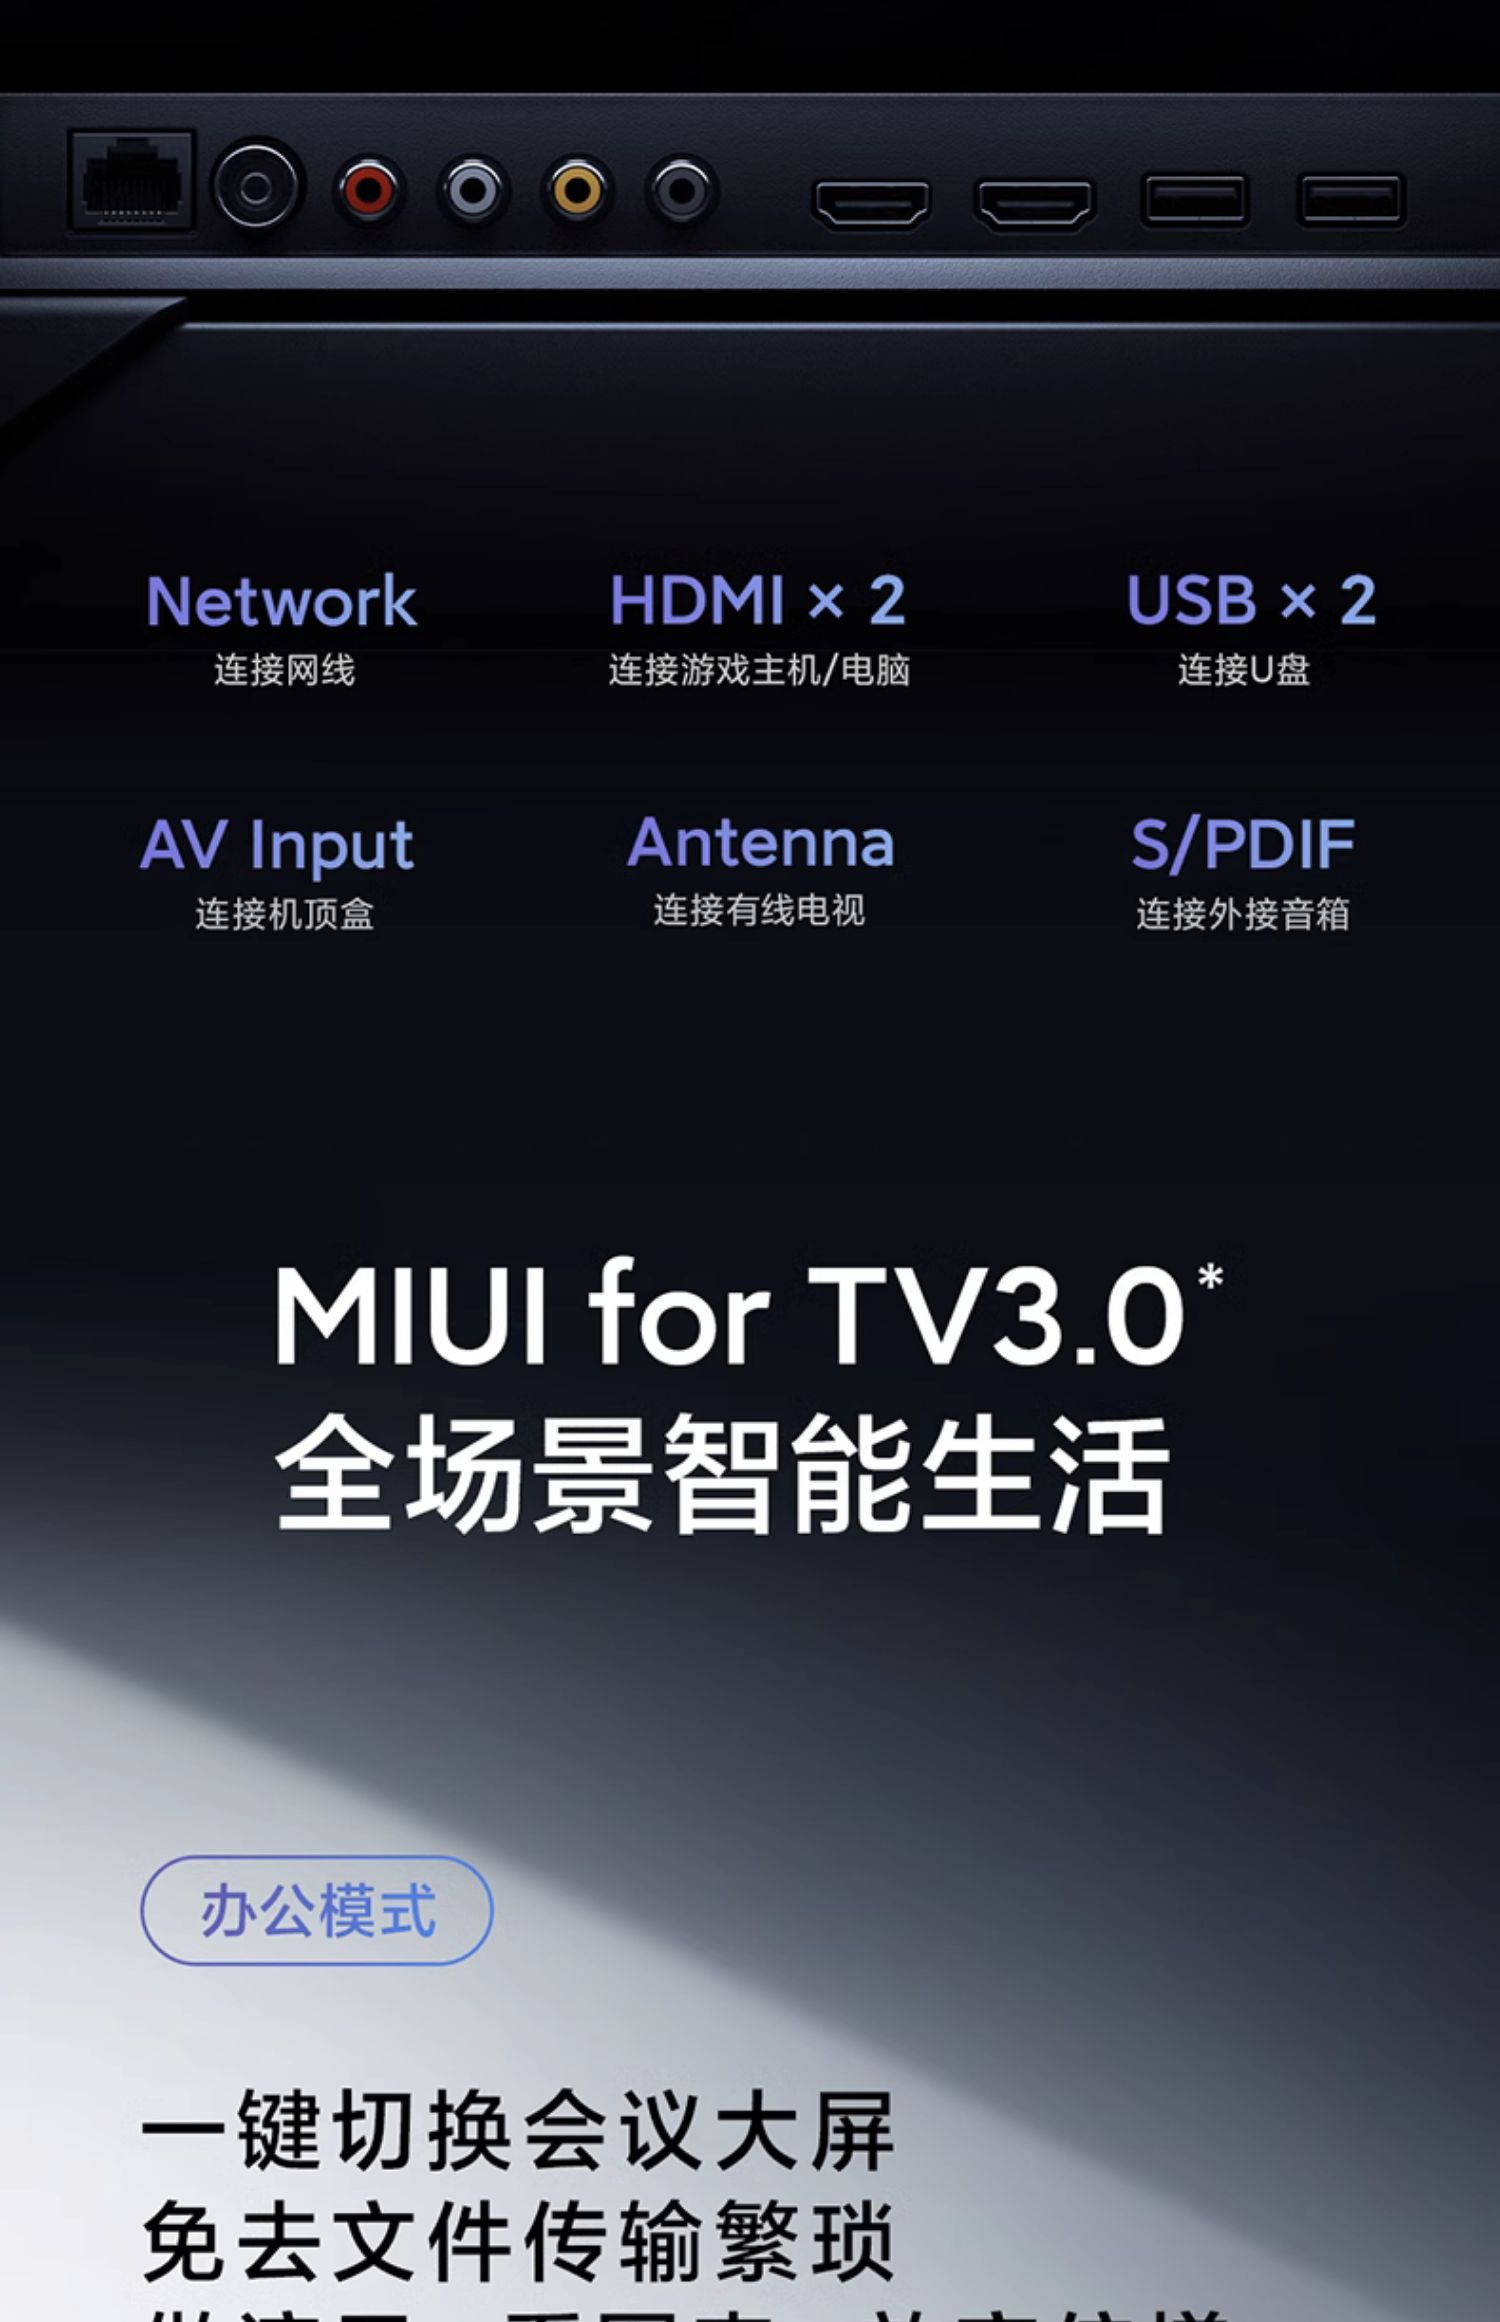 Network
连接网线
HDMI × 2
连接游戏主机/电脑
USB × 2
连接U盘
AV Input
连接机顶盒
Antenna
连接有线电视
S/PDIF
连接外接音箱
MIUI for TV3.0*
全场景智能生活
办公模式
一键切换会议大屏
免去文件传输繁琐